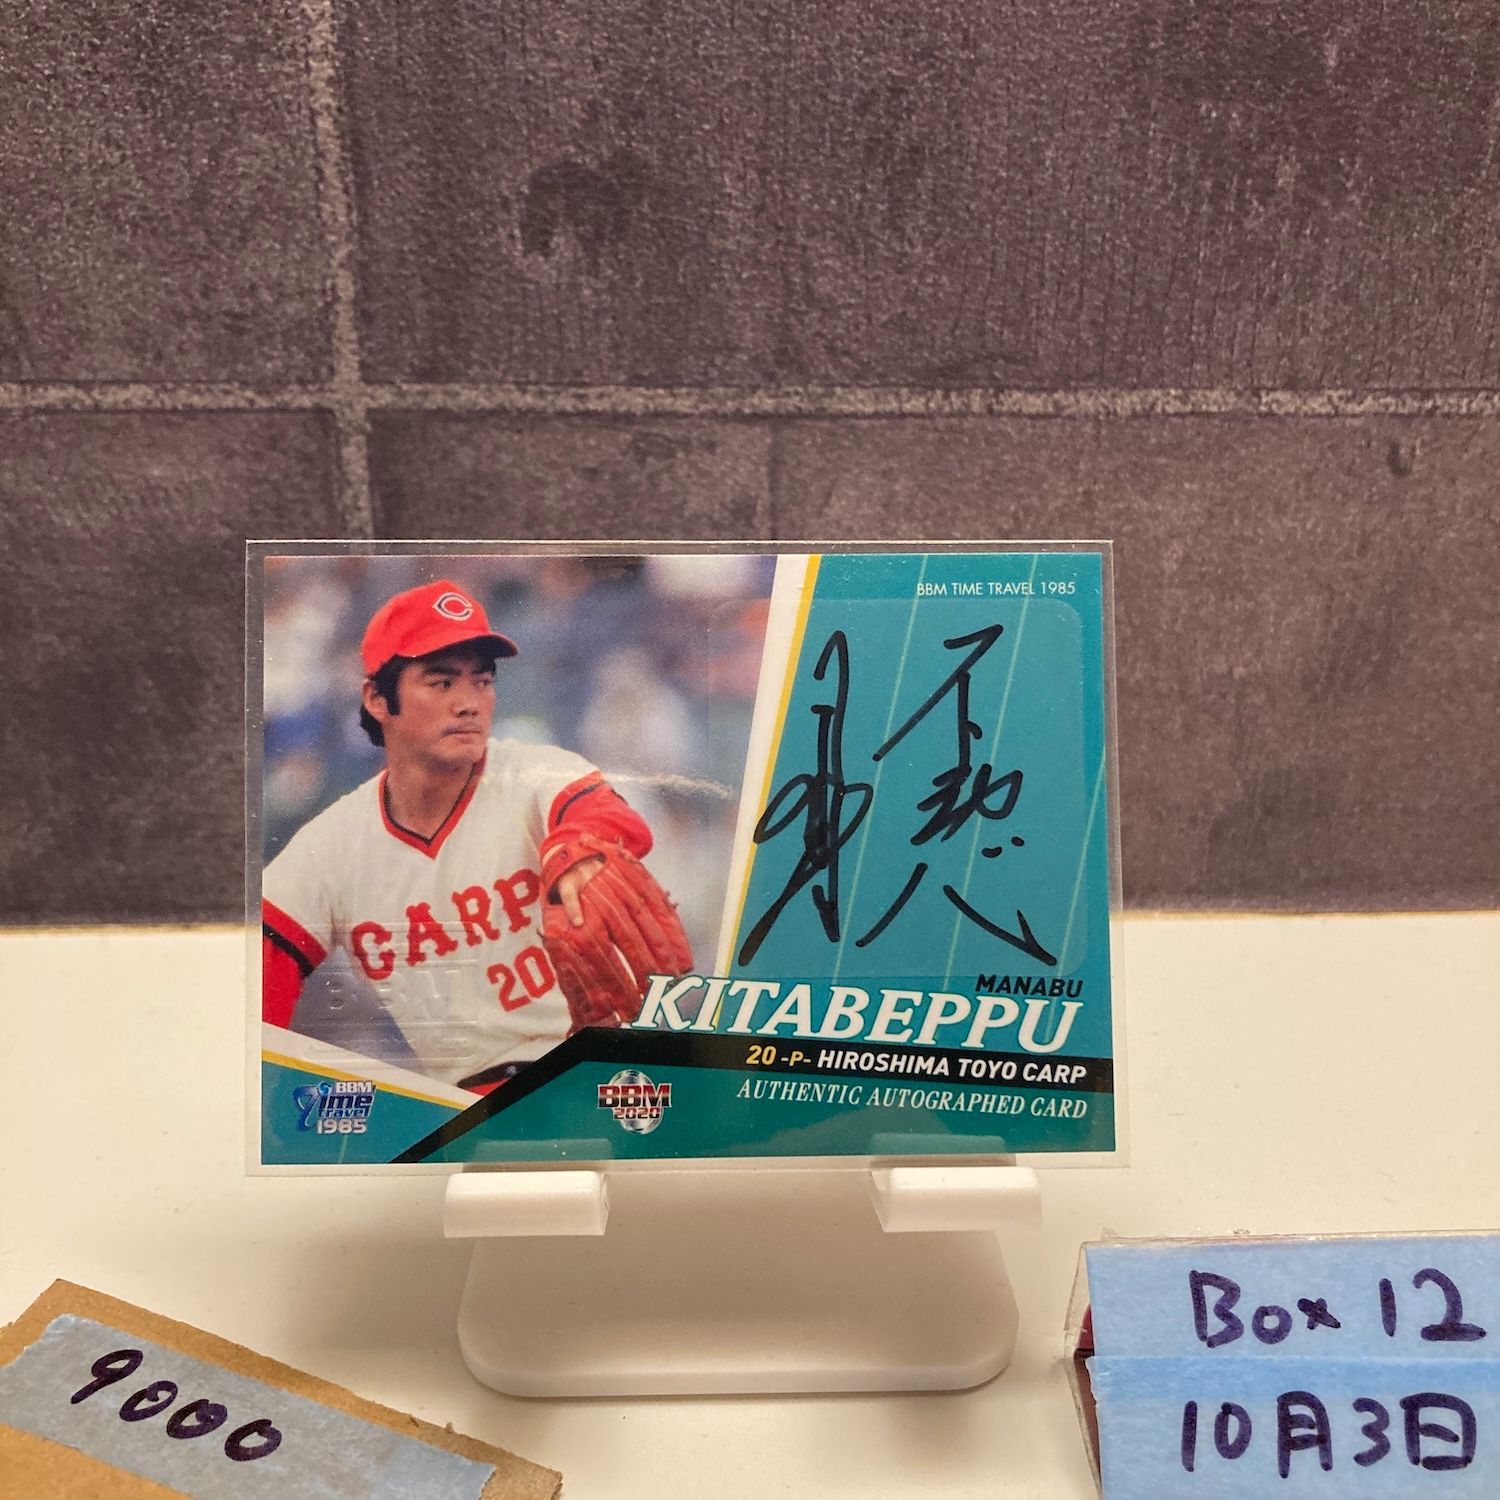 BBM TIME TRAVEL 1985
C
CARP
20
MANABU
KITABEPPU
20 -P- HIROSHIMA TOYO CARP
AUTHENTIC AUTOGRAPHED CARD
BBM
Time
Travel
1985
BBM
2020
9000
Box 12
10月3日